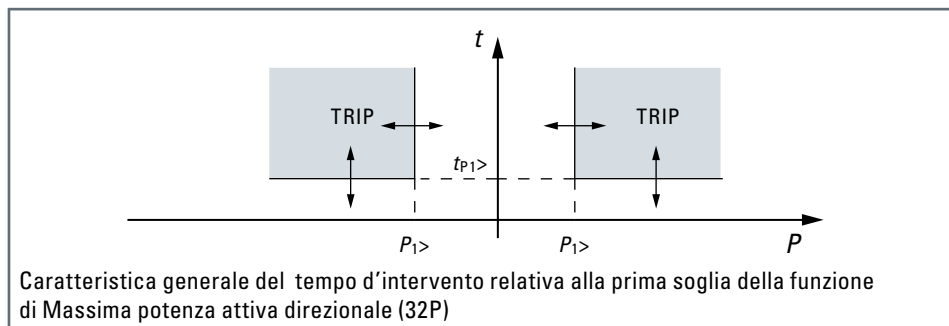 t
TRIP
TRIP
tP1>
P1>
P1>
P
Caratteristica generale del tempo d'intervento relativa alla prima soglia della funzione
di Massima potenza attiva direzionale (32P)